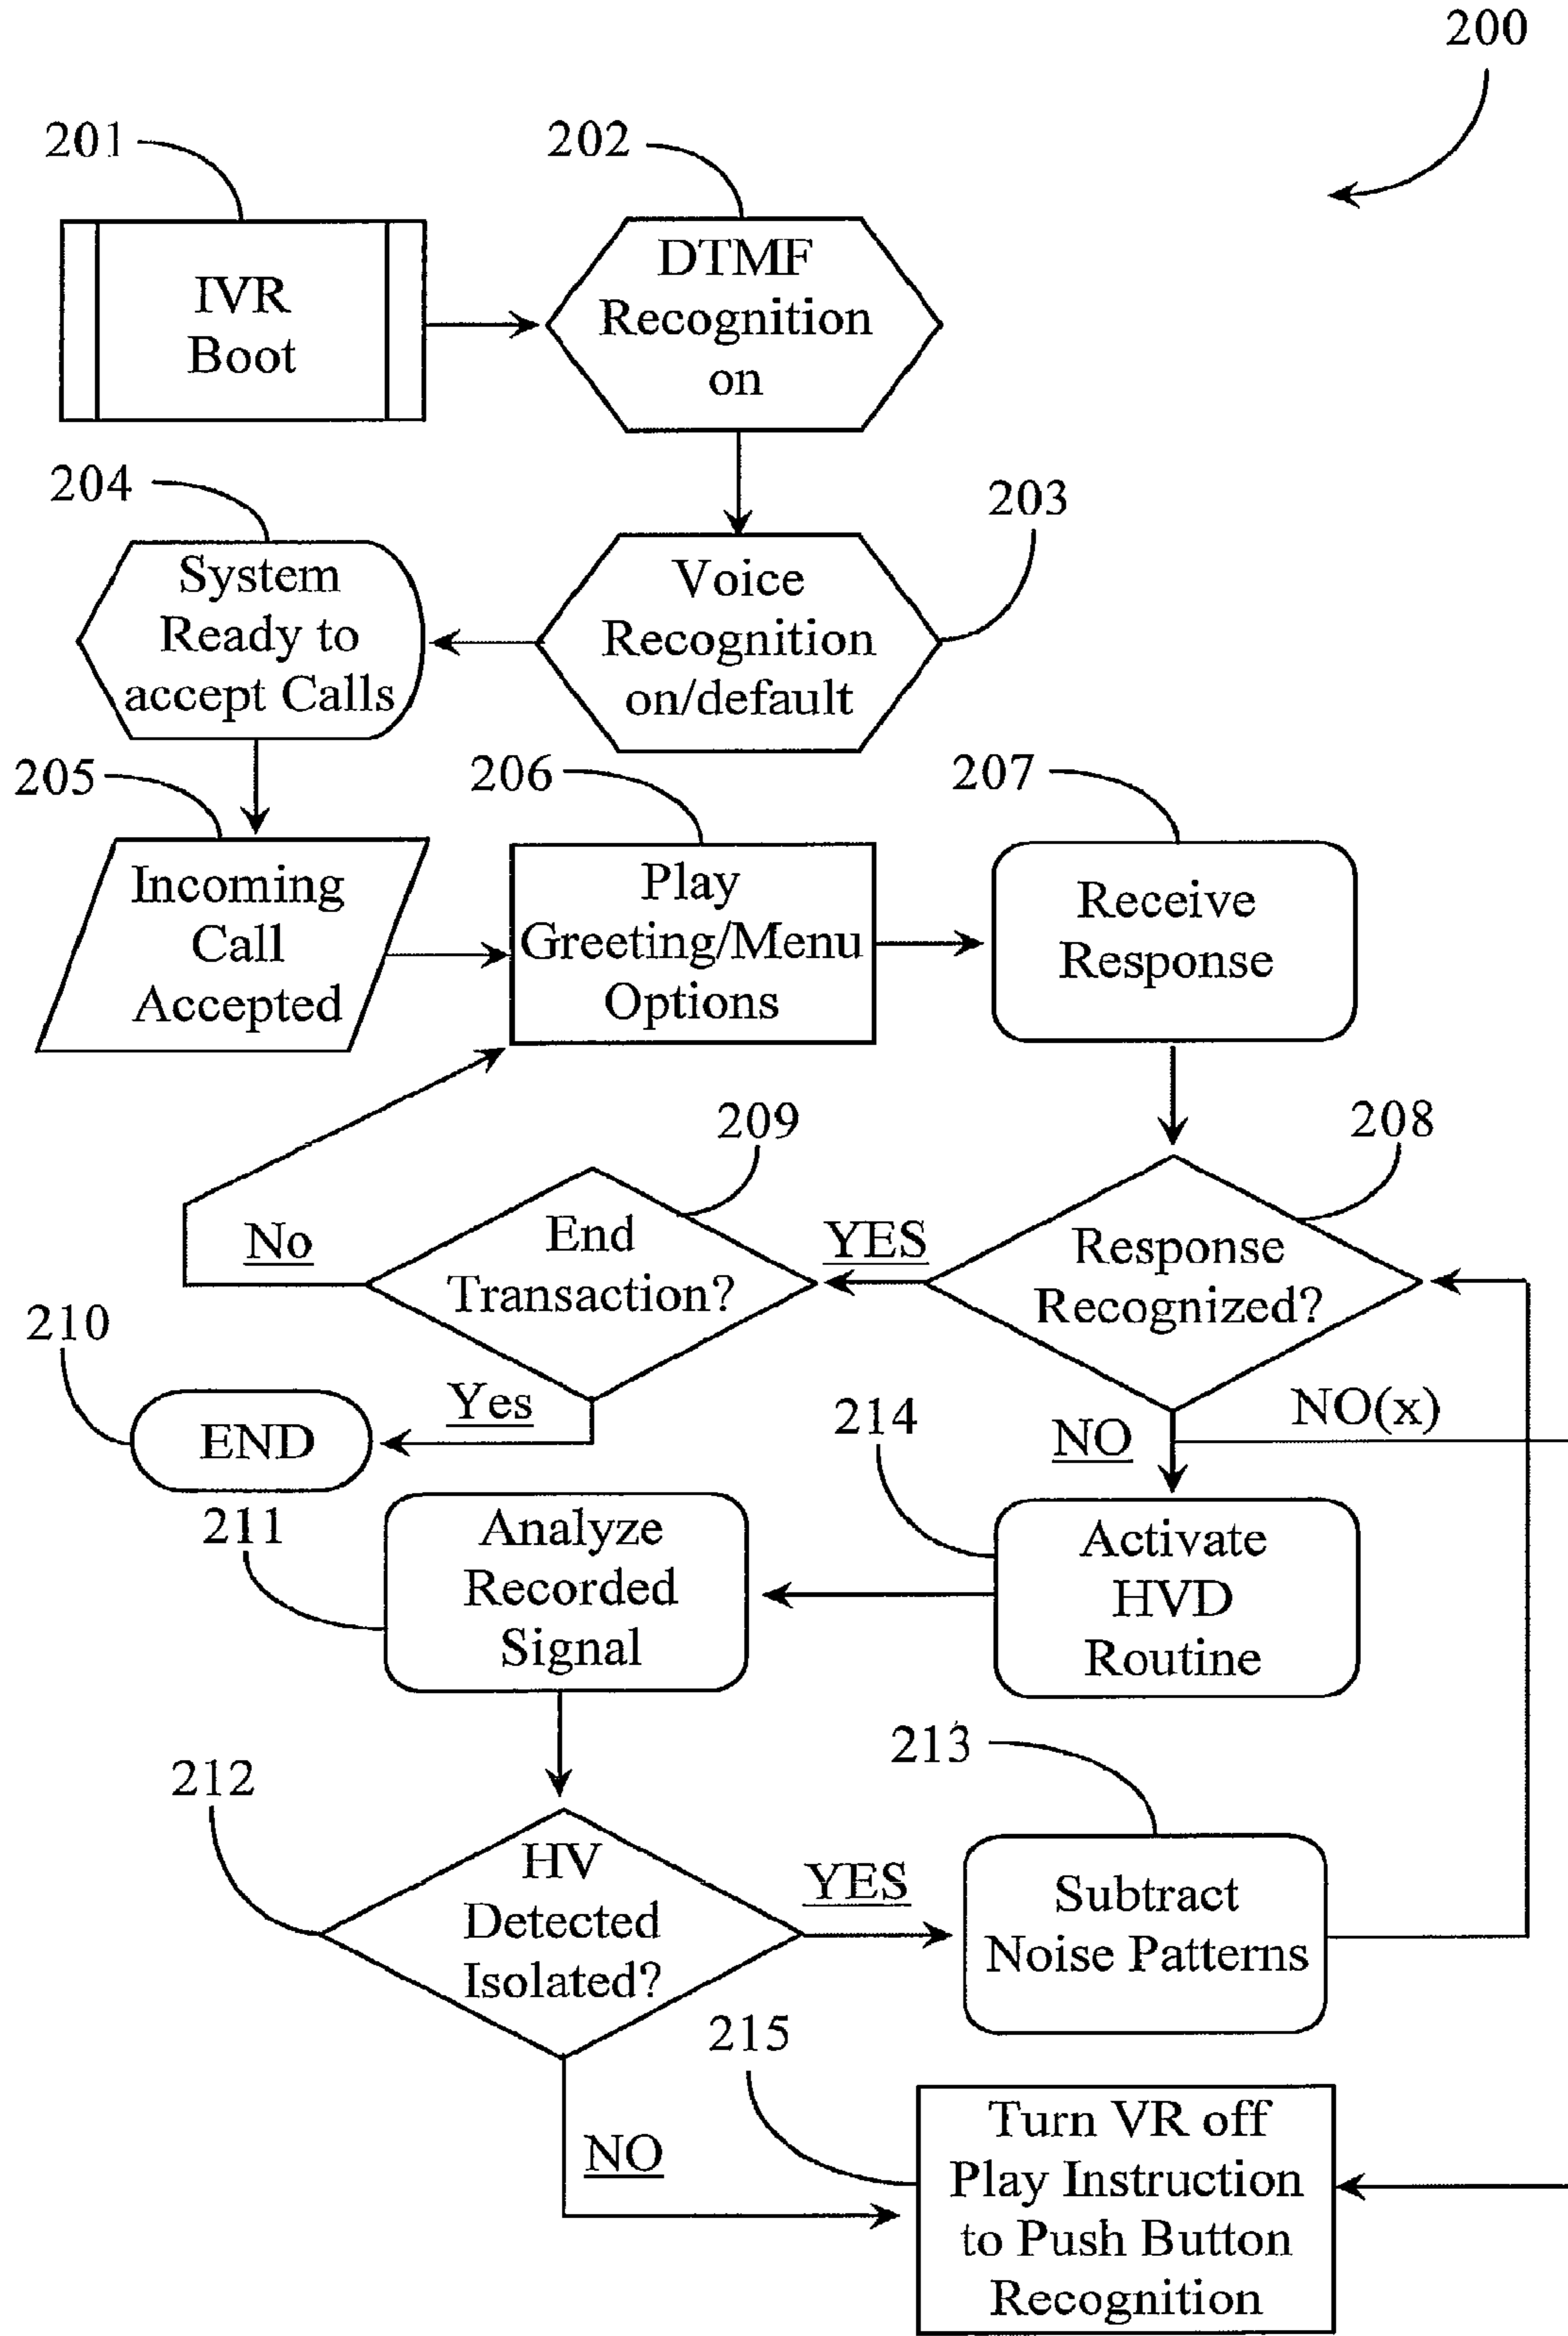 200
201
202
IVR
Boot
DTMF
Recognition
on
204
203
System
Ready to
accept Calls
Voice
Recognition
on/default
205
206
207
Incoming
Call
Accepted
Play
Greeting/Menu
Options
Receive
Response
209
208
No
End
Transaction?
YES
Response
Recognized?
210
END
Yes
214
NO
NO(x)
211
Analyze
Recorded
Signal
Activate
HVD
Routine
212
213
HV
Detected
Isolated?
YES
Subtract
Noise Patterns
215
NO
Turn VR off
Play Instruction
to Push Button
Recognition